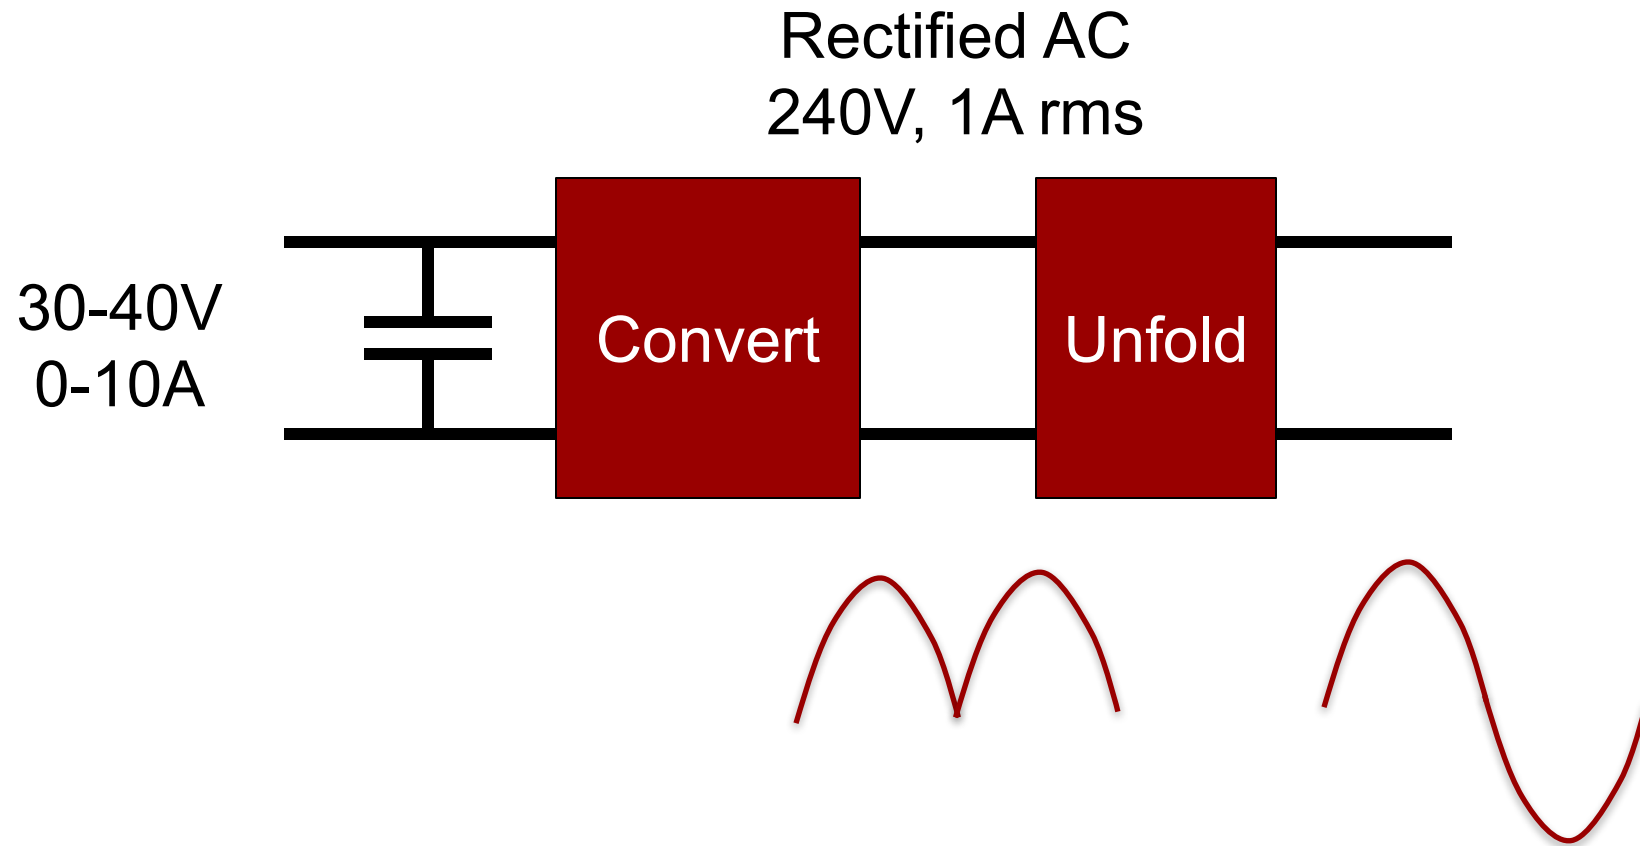 Rectified AC
240V, 1A rms
30-40V
0-10A
Convert
Unfold